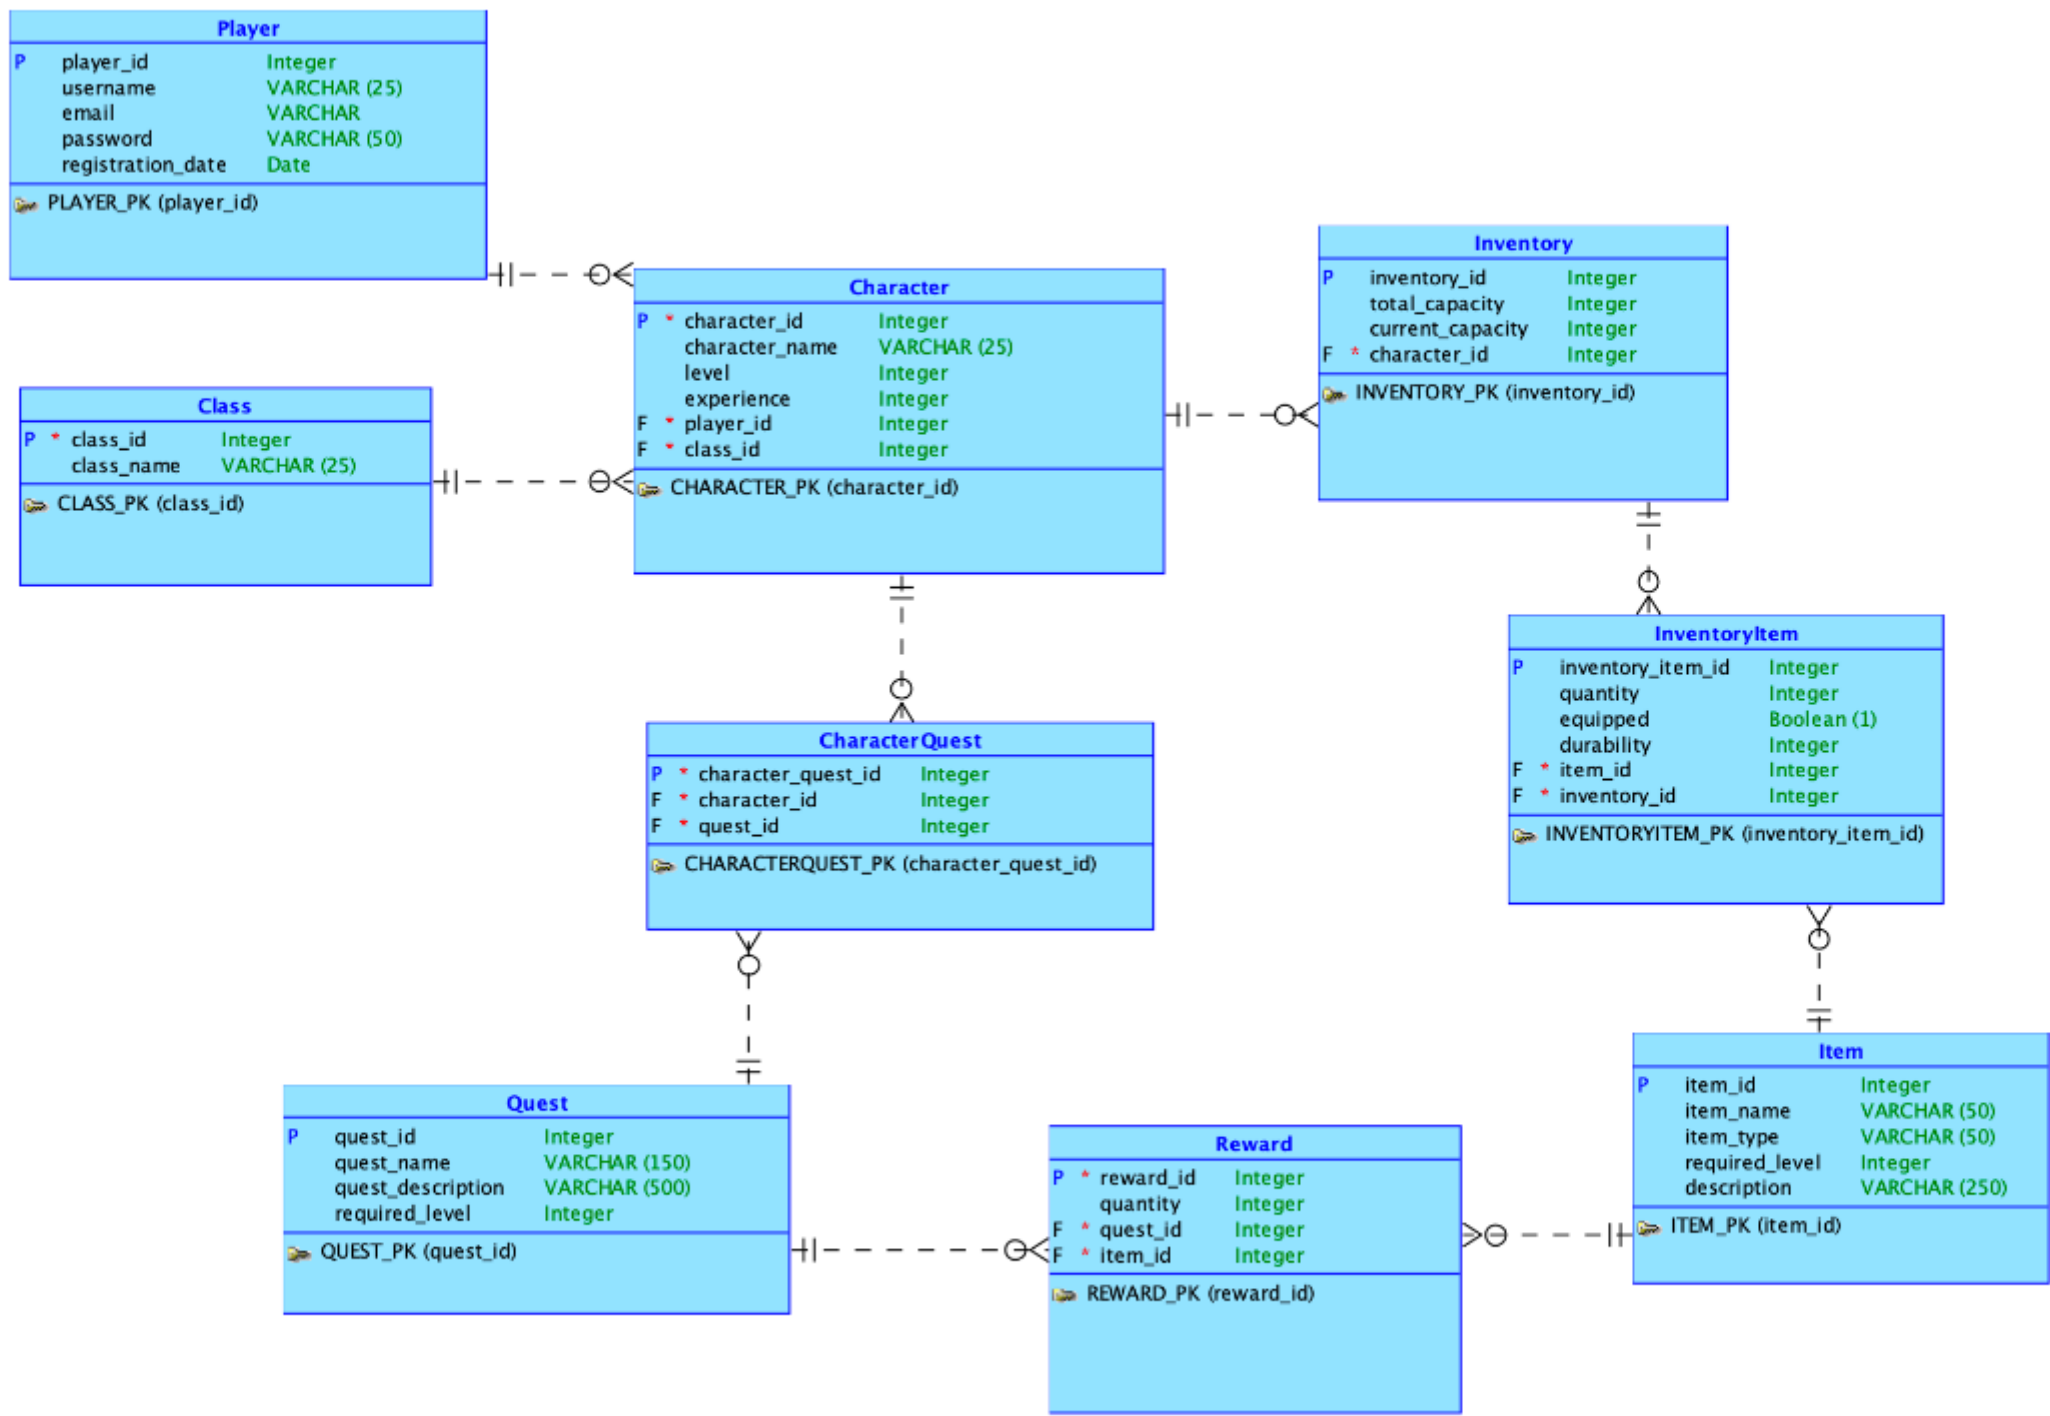 Player
P player_id Integer
username VARCHAR (25)
email VARCHAR
password VARCHAR (50)
registration_date Date
PLAYER_PK (player_id)
Class
P * class_id Integer
class_name VARCHAR (25)
CLASS_PK (class_id)
Character
P * character_id Integer
character_name VARCHAR (25)
level Integer
experience Integer
F * player_id Integer
F * class_id Integer
CHARACTER_PK (character_id)
Inventory
P inventory_id Integer
total_capacity Integer
current_capacity Integer
F * character_id Integer
INVENTORY_PK (inventory_id)
InventoryItem
P inventory_item_id Integer
quantity Integer
equipped Boolean (1)
durability Integer
F * item_id Integer
F * inventory_id Integer
INVENTORYITEM_PK (inventory_item_id)
CharacterQuest
P * character_quest_id Integer
F * character_id Integer
F * quest_id Integer
CHARACTERQUEST_PK (character_quest_id)
Quest
P quest_id Integer
quest_name VARCHAR (150)
quest_description VARCHAR (500)
required_level Integer
QUEST_PK (quest_id)
Reward
P * reward_id Integer
quantity Integer
F * quest_id Integer
F * item_id Integer
REWARD_PK (reward_id)
Item
P item_id Integer
item_name VARCHAR (50)
item_type VARCHAR (50)
required_level Integer
description VARCHAR (250)
ITEM_PK (item_id)